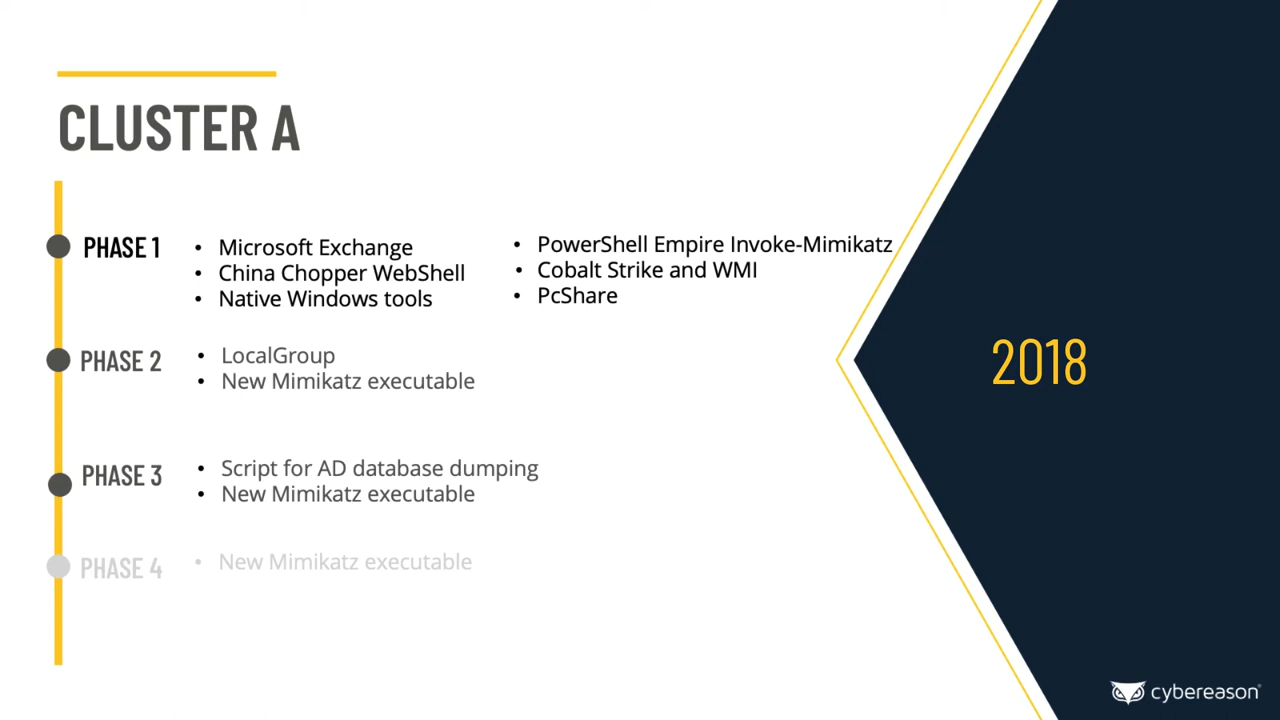 CLUSTER A
PHASE 1
• Microsoft Exchange
• China Chopper WebShell
• Native Windows tools
• PowerShell Empire Invoke-Mimikatz
• Cobalt Strike and WMI
• PcShare
PHASE 2
• LocalGroup
• New Mimikatz executable
PHASE 3
• Script for AD database dumping
• New Mimikatz executable
PHASE 4
• New Mimikatz executable
2018
cybereason®